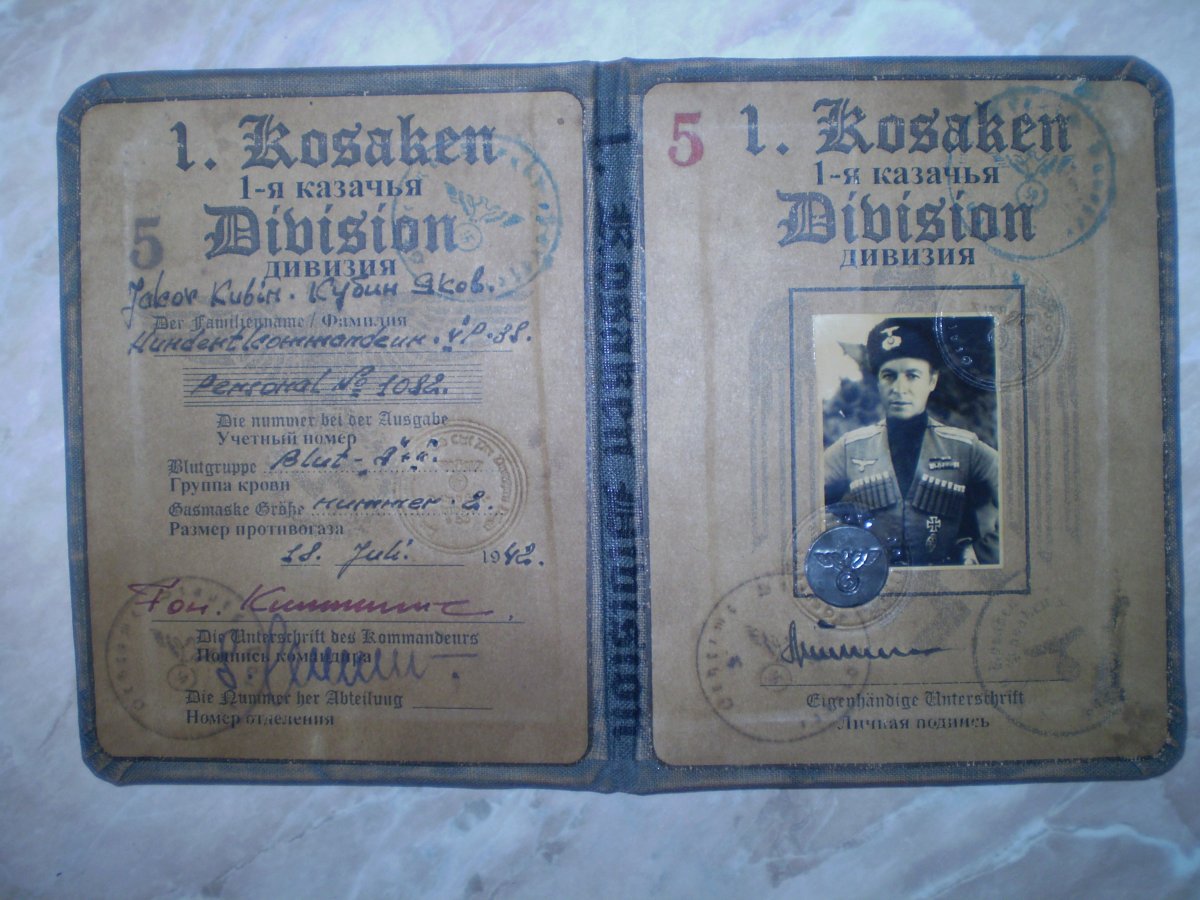 1. Kosaken
1-я казачья
5
Division
дивизия
Jakov Kubin. Кубин Яков.
Der Familienname / Фамилия
Personal № 1082.
Die nummer bei der Ausgabe
Учетный номер
Blutgruppe Blut-
Группа крови
Gasmaske Größe nummer 2.
Размер противогаза
18. Juli. 1942.
Fon.
Die Unterschrift des Kommandeurs
Подпись командира
Die Nummer her Abteilung
Номер отделения
1. Kosaken Division
5
1. Kosaken
1-я казачья
Division
дивизия
Eigenhändige Unterschrift
Личная подпись